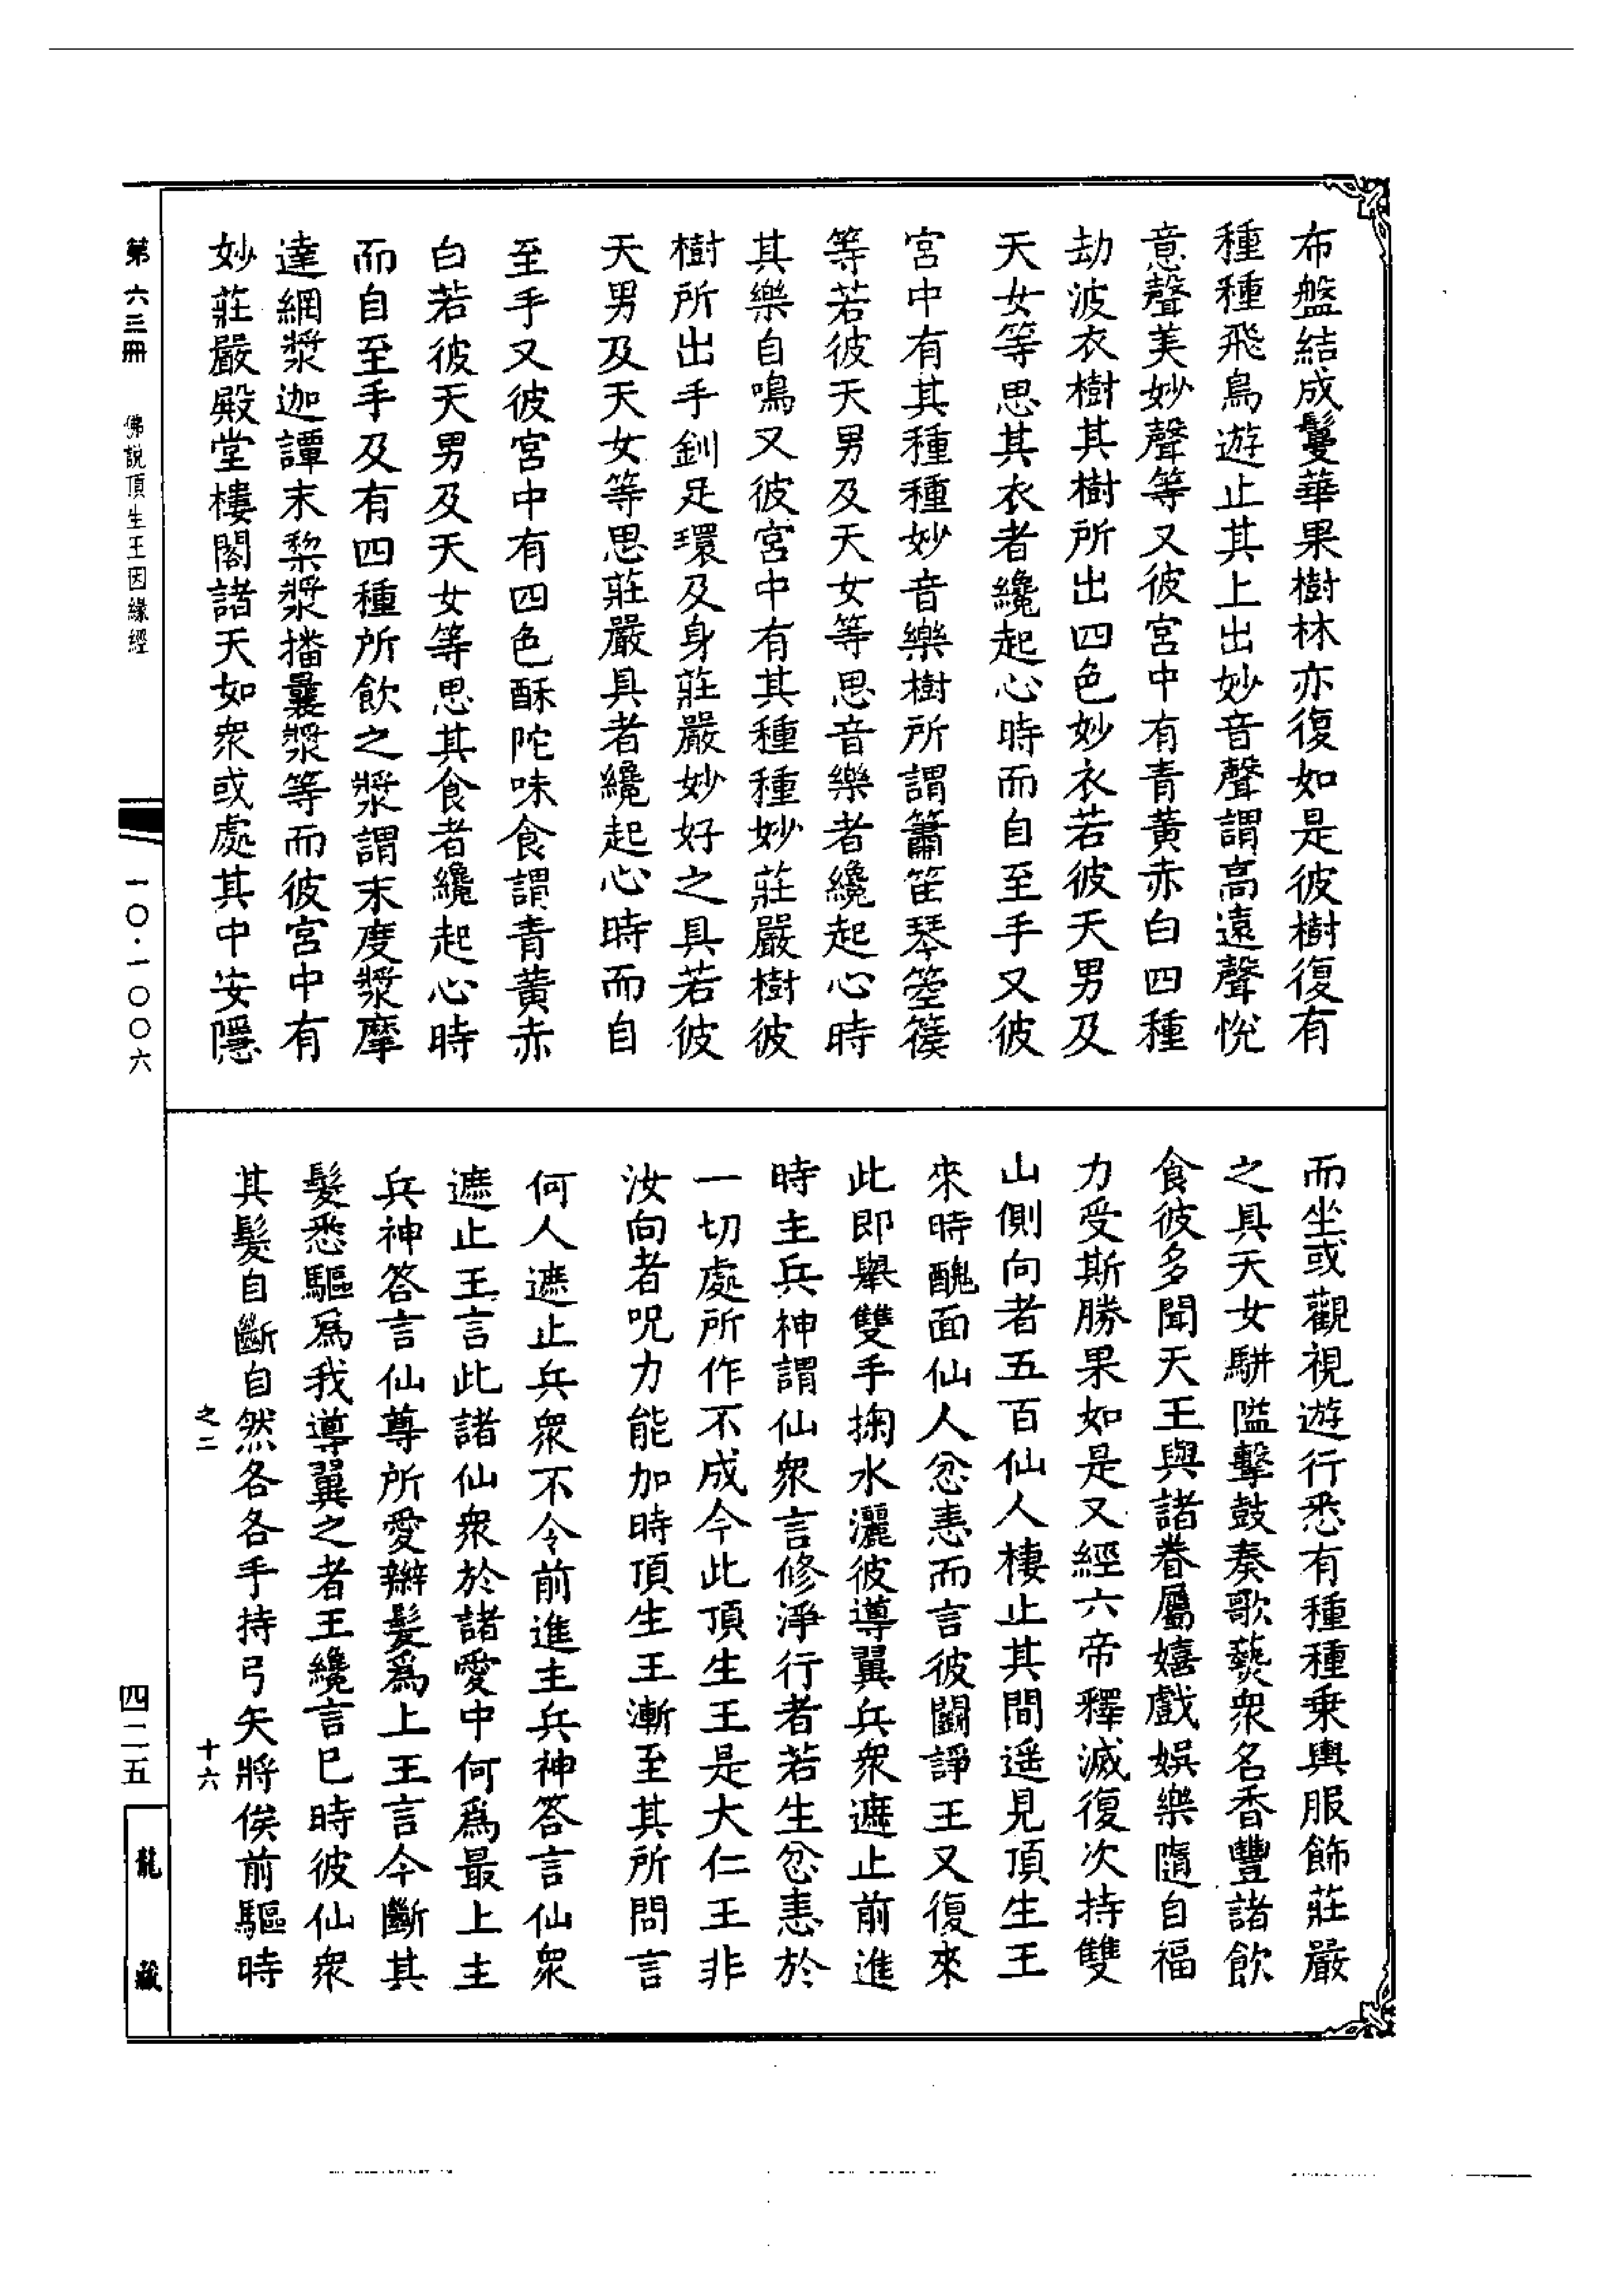 布盤結成鬘華果樹林亦復如是彼樹復有
種種飛鳥遊止其上出妙音聲謂高遠聲悅
意聲美妙聲等又彼宮中有青黃赤白四種
劫波衣樹其樹所出四色妙衣若彼天男及
天女等思其衣者纔起心時而自至手又彼
宮中有其種種妙音樂樹所謂簫笛琴箜篌
等若彼天男及天女等思音樂者纔起心時
其樂自鳴又彼宮中有其種種妙莊嚴樹彼
樹所出手釧足環及身莊嚴妙好之具若彼
天男及天女等思莊嚴具者纔起心時而自
至手又彼宮中有四色酥陀味食謂青黃赤
白若彼天男及天女等思其食者纔起心時
而自至手及有四種所飲之漿謂末度漿摩
達網漿迦譚末棃漿播曩漿等而彼宮中有
妙莊嚴殿堂樓閣諸天如衆或處其中安隱
而坐或觀視遊行悉有種種乗輿服飾莊嚴
之具天女駢隘擊鼓奏歌爇衆名香豐諸飲
食彼多聞天王與諸眷屬嬉戲娛樂隨自福
力受斯勝果如是又經六帝釋滅復次持雙
山側向者五百仙人棲止其間遥見頂生王
來時醜面仙人忿恚而言彼鬭諍王又復來
此即舉雙手掬水灑彼導翼兵衆遮止前進
時主兵神謂仙衆言修淨行者若生忿恚於
一切處所作不成今此頂生王是大仁王非
汝向者呪力能加時頂生王漸至其所問言
何人遮止兵衆不令前進主兵神答言仙衆
遮止王言此諸仙衆於諸愛中何爲最上主
兵神答言仙尊所愛辮髮爲上王言今斷其
髮悉驅爲我導翼之者王纔言已時彼仙衆
其髮自斷自然各各手持弓矢將俟前驅時
之二 十六
第六三冊 佛説頂生王因緣經 一〇·一〇〇六 四二五 龍藏